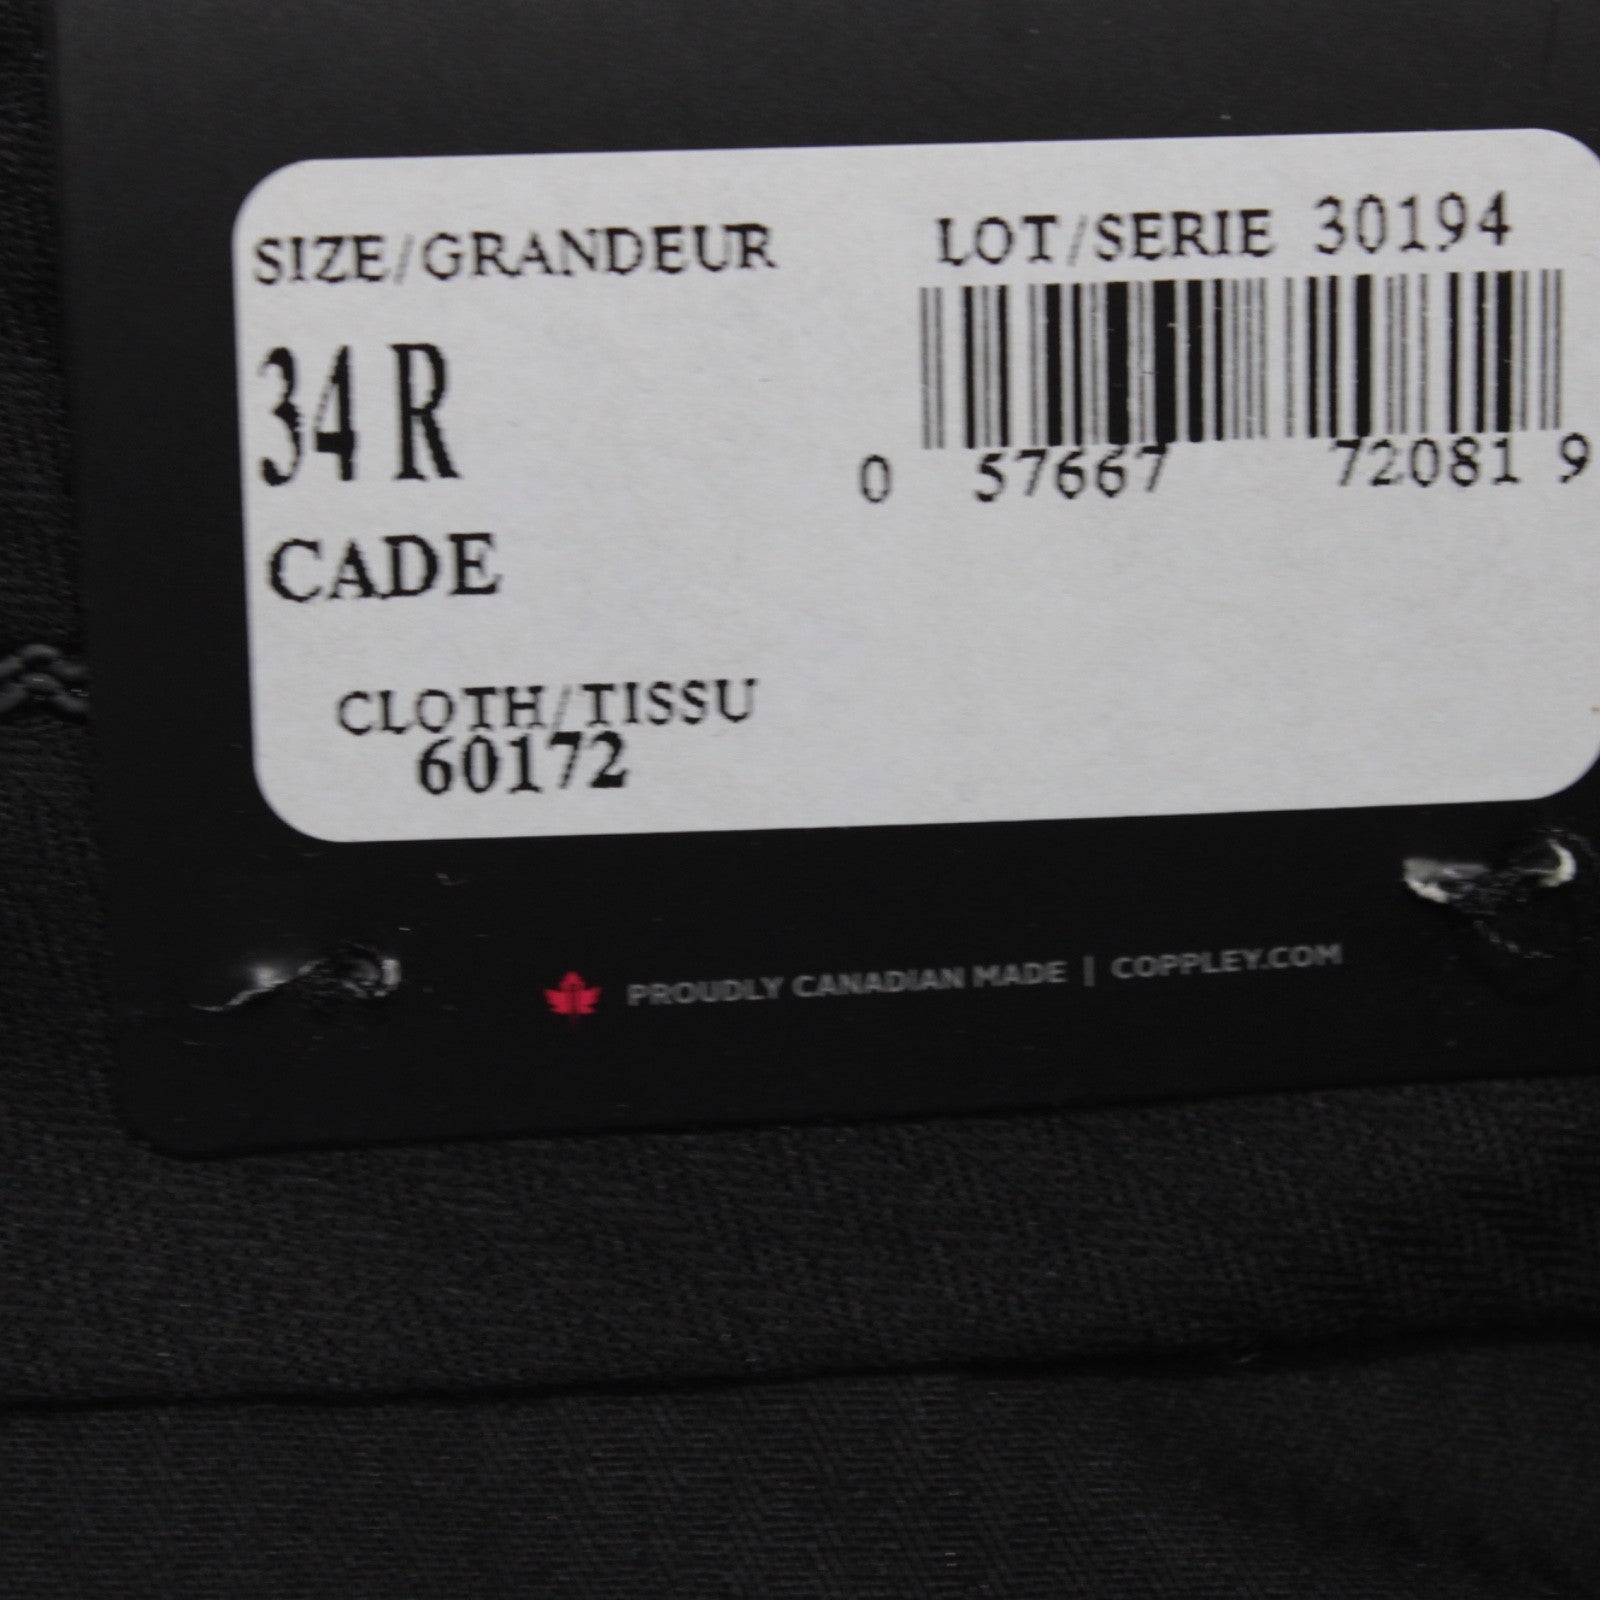 SIZE/GRANDEUR
LOT/SERIE 30194
34 R
0 57667 72081 9
CADE
CLOTH/TISSU
60172
PROUDLY CANADIAN MADE | COPPLEY.COM